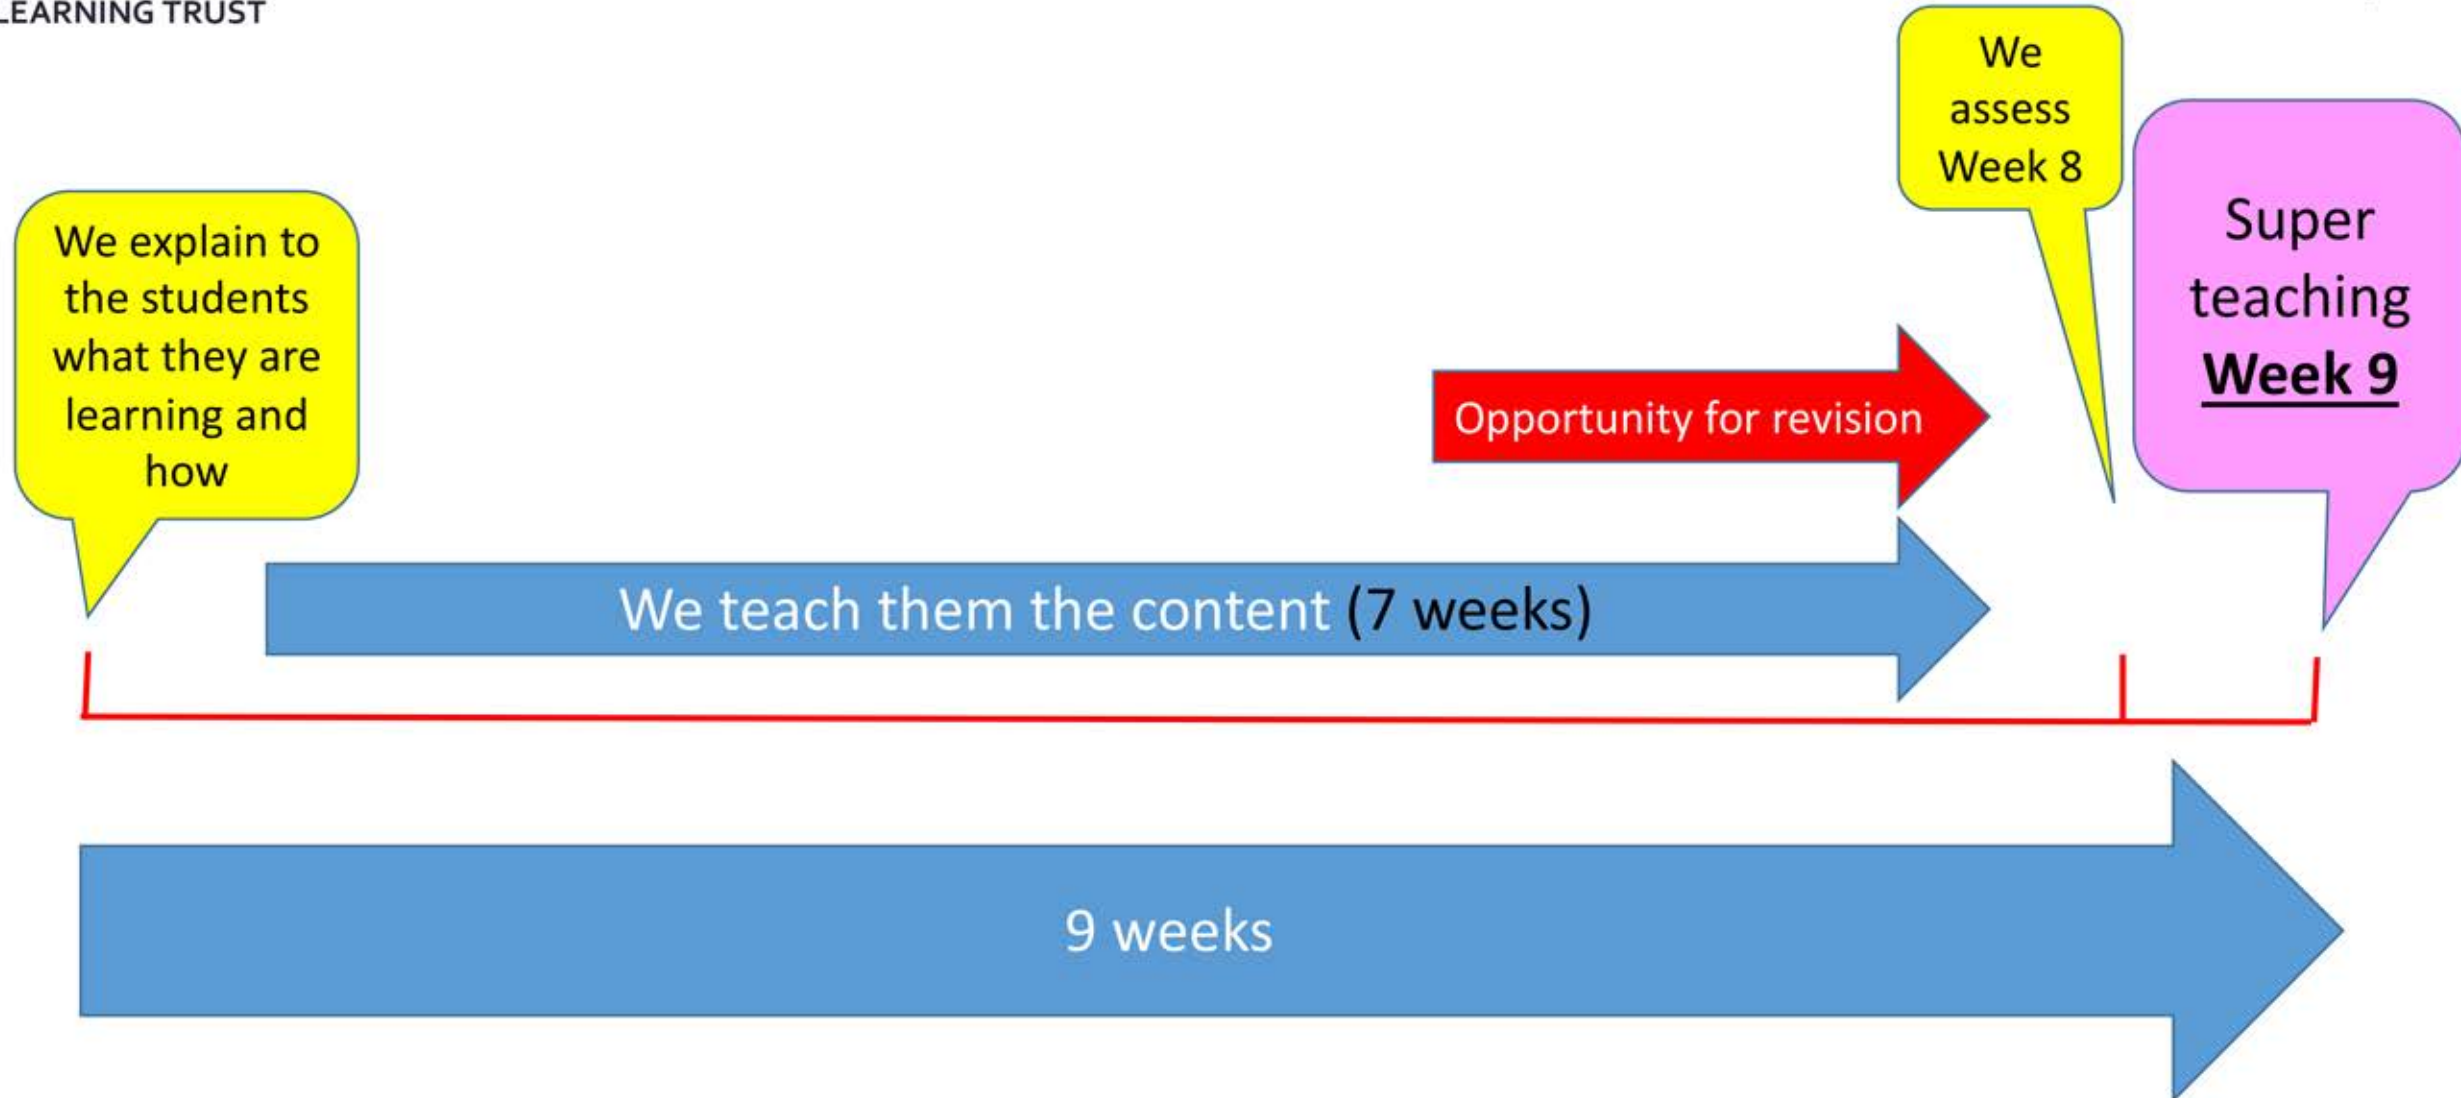 LEARNING TRUST
We
assess
Week 8
Super
teaching
Week 9
We explain to
the students
what they are
learning and
how
Opportunity for revision
We teach them the content (7 weeks)
9 weeks